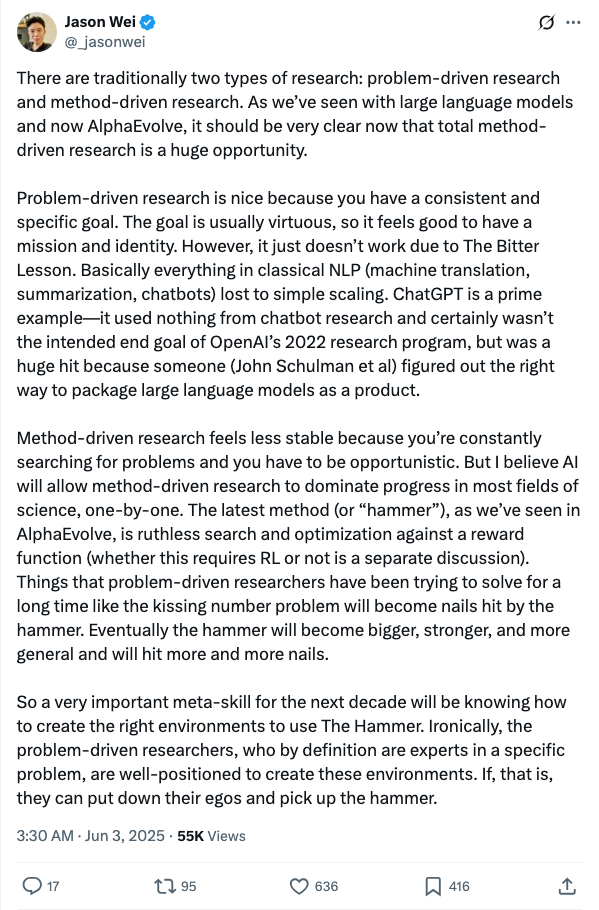 Jason Wei
@_jasonwei
There are traditionally two types of research: problem-driven research
and method-driven research. As we’ve seen with large language models
and now AlphaEvolve, it should be very clear now that total method-
driven research is a huge opportunity.
Problem-driven research is nice because you have a consistent and
specific goal. The goal is usually virtuous, so it feels good to have a
mission and identity. However, it just doesn’t work due to The Bitter
Lesson. Basically everything in classical NLP (machine translation,
summarization, chatbots) lost to simple scaling. ChatGPT is a prime
example—it used nothing from chatbot research and certainly wasn’t
the intended end goal of OpenAI’s 2022 research program, but was a
huge hit because someone (John Schulman et al) figured out the right
way to package large language models as a product.
Method-driven research feels less stable because you’re constantly
searching for problems and you have to be opportunistic. But I believe AI
will allow method-driven research to dominate progress in most fields of
science, one-by-one. The latest method (or “hammer”), as we’ve seen in
AlphaEvolve, is ruthless search and optimization against a reward
function (whether this requires RL or not is a separate discussion).
Things that problem-driven researchers have been trying to solve for a
long time like the kissing number problem will become nails hit by the
hammer. Eventually the hammer will become bigger, stronger, and more
general and will hit more and more nails.
So a very important meta-skill for the next decade will be knowing how
to create the right environments to use The Hammer. Ironically, the
problem-driven researchers, who by definition are experts in a specific
problem, are well-positioned to create these environments. If, that is,
they can put down their egos and pick up the hammer.
3:30 AM · Jun 3, 2025 · 55K Views
17 95 636 416